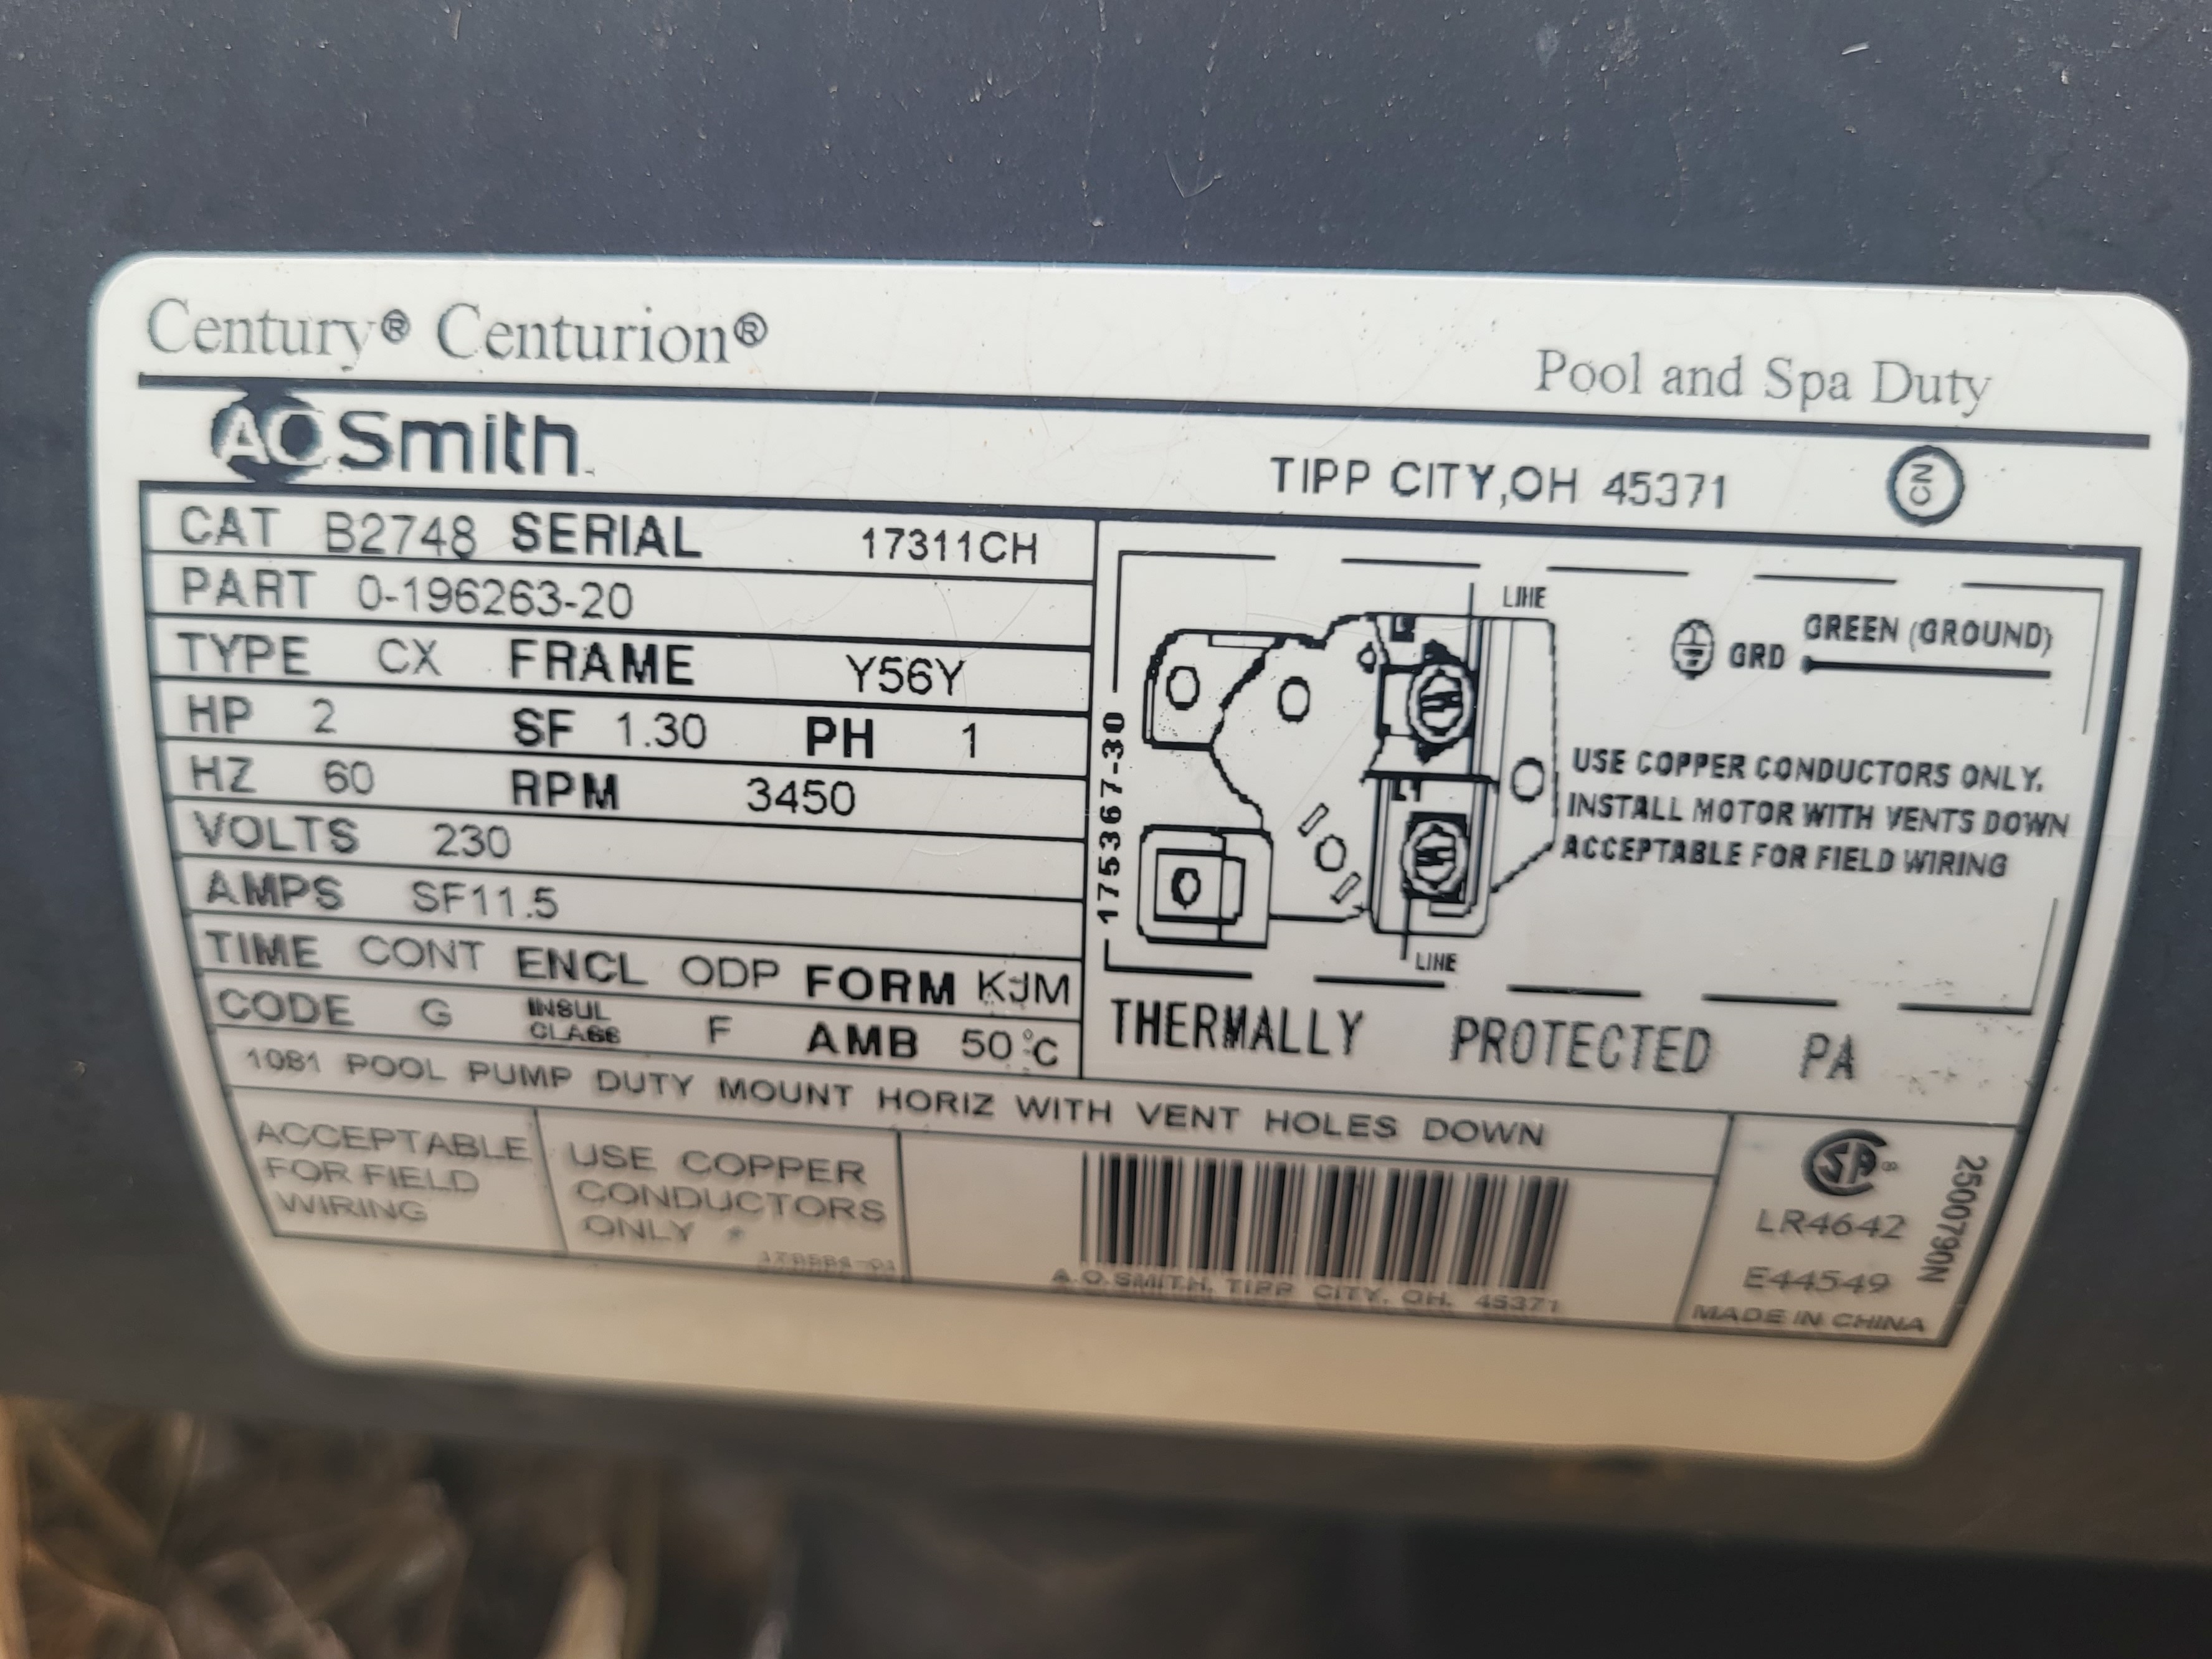 Century® Centurion®
Pool and Spa Duty
AO Smith
TIPP CITY,OH 45371
CN
CAT B2748 SERIAL 17311CH
PART 0-196263-20
TYPE CX FRAME Y56Y
HP 2 SF 1.30 PH 1
HZ 60 RPM 3450
VOLTS 230
AMPS SF11.5
TIME CONT ENCL ODP FORM KJM
CODE G INSUL CLASS F AMB 50°C
175367-30
LINE
L2
L1
LINE
GRD GREEN (GROUND)
USE COPPER CONDUCTORS ONLY.
INSTALL MOTOR WITH VENTS DOWN
ACCEPTABLE FOR FIELD WIRING
THERMALLY PROTECTED PA
1081 POOL PUMP DUTY MOUNT HORIZ WITH VENT HOLES DOWN
ACCEPTABLE
FOR FIELD
WIRING
USE COPPER
CONDUCTORS
ONLY
A.O.SMITH, TIPP CITY, OH. 45371
LR4642
E44549
MADE IN CHINA
2500790N